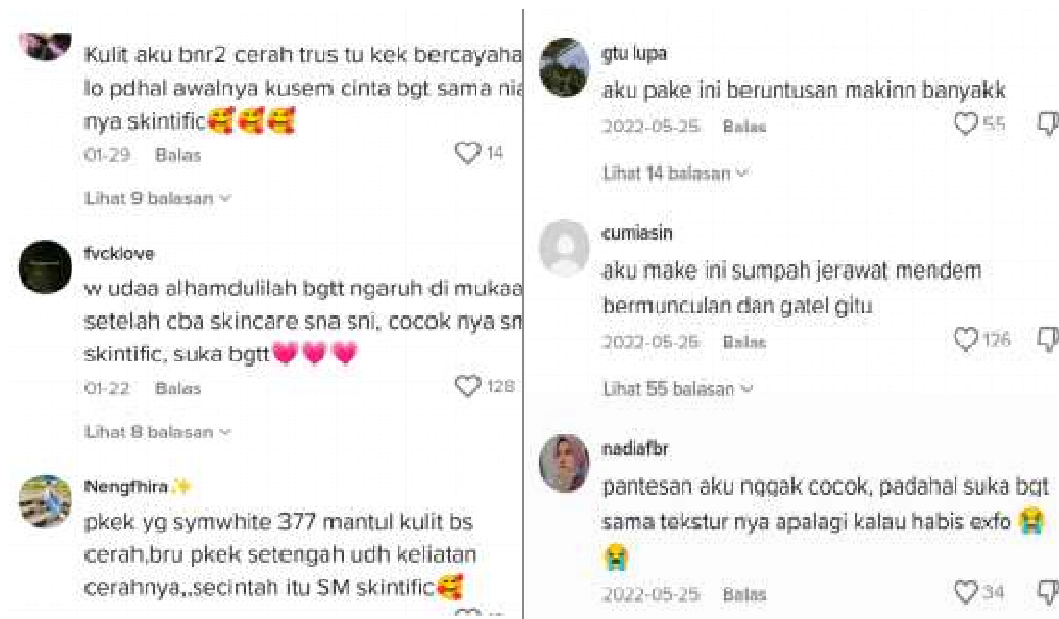 Kulit aku bnr2 cerah trus tu kek bercayaha
lo pdhal awalnya kusem cinta bgt sama nia
nya skintific🥰🥰🥰
01-29 Balas 14
Lihat 9 balasan
fvcklove
w udaa alhamdulilah bgtt ngaruh di mukaa
setelah cba skincare sna sni, cocok nya sm
skintific, suka bgtt💗💗💗
01-22 Balas 128
Lihat 8 balasan
Nengfhira✨
pkek yg symwhite 377 mantul kulit bs
cerah,bru pkek setengah udh keliatan
cerahnya,,secintah itu SM skintific🥰
gtu lupa
aku pake ini beruntusan makinn banyakk
2022-05-25 Balas 55
Lihat 14 balasan
cumiasin
aku make ini sumpah jerawat mendem
bermunculan dan gatel gitu
2022-05-25 Balas 126
Lihat 55 balasan
nadiafbr
pantesan aku nggak cocok, padahal suka bgt
sama tekstur nya apalagi kalau habis exfo 😭
😭
2022-05-25 Balas 34